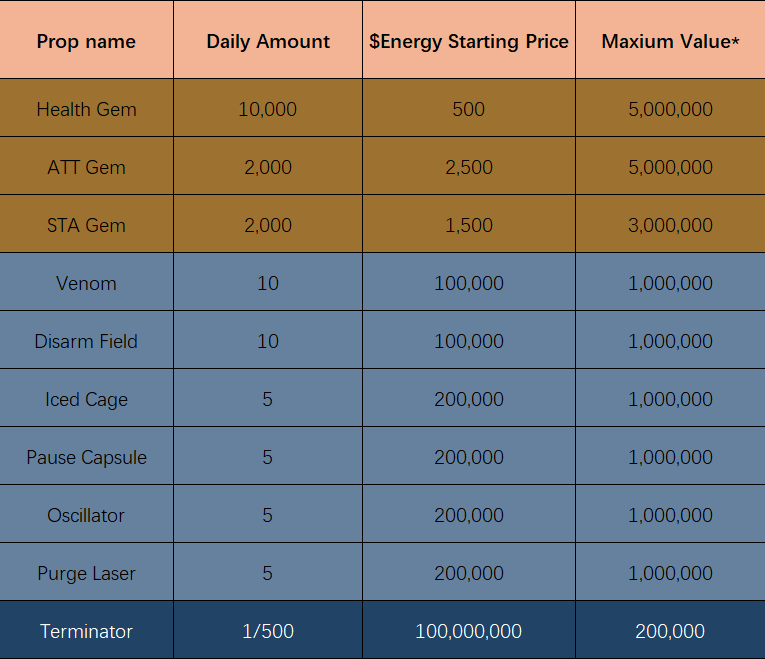 Prop name Daily Amount $Energy Starting Price Maxium Value*
Health Gem 10,000 500 5,000,000
ATT Gem 2,000 2,500 5,000,000
STA Gem 2,000 1,500 3,000,000
Venom 10 100,000 1,000,000
Disarm Field 10 100,000 1,000,000
Iced Cage 5 200,000 1,000,000
Pause Capsule 5 200,000 1,000,000
Oscillator 5 200,000 1,000,000
Purge Laser 5 200,000 1,000,000
Terminator 1/500 100,000,000 200,000